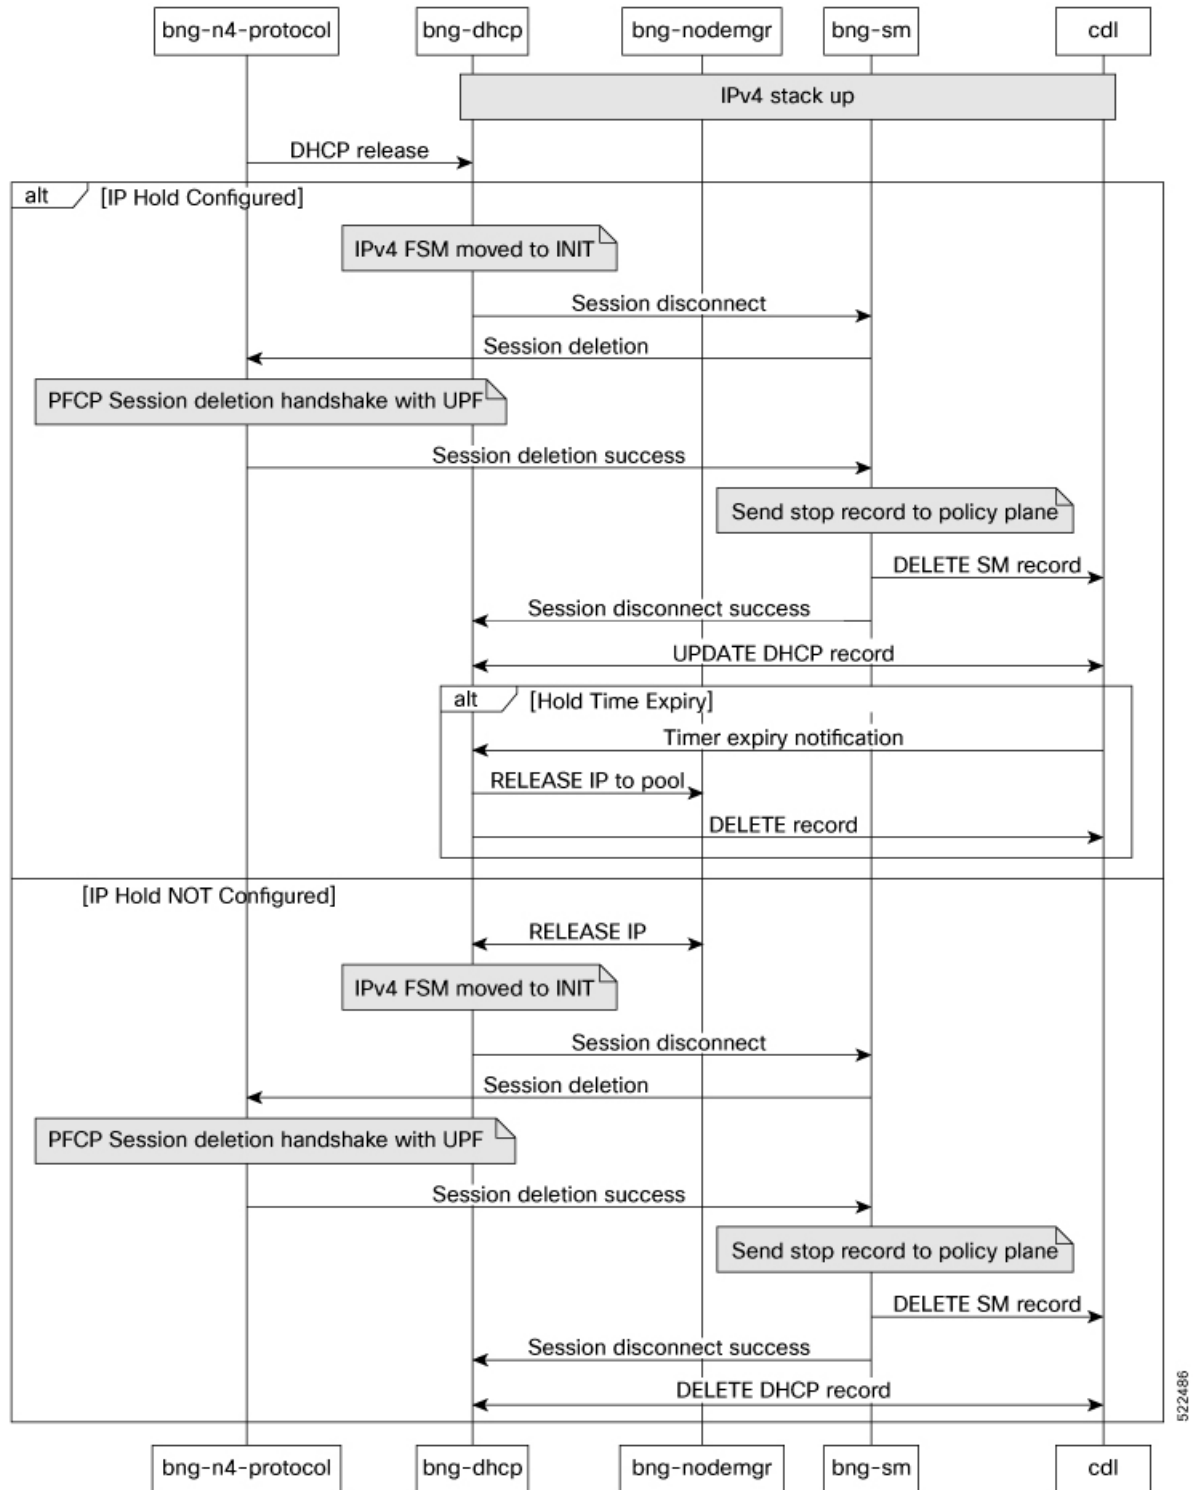 bng-n4-protocol
bng-dhcp
bng-nodemgr
bng-sm
cdl
IPv4 stack up
DHCP release
alt
[IP Hold Configured]
IPv4 FSM moved to INIT
Session disconnect
Session deletion
PFCP Session deletion handshake with UPF
Session deletion success
Send stop record to policy plane
DELETE SM record
Session disconnect success
UPDATE DHCP record
alt
[Hold Time Expiry]
Timer expiry notification
RELEASE IP to pool
DELETE record
[IP Hold NOT Configured]
RELEASE IP
IPv4 FSM moved to INIT
Session disconnect
Session deletion
PFCP Session deletion handshake with UPF
Session deletion success
Send stop record to policy plane
DELETE SM record
Session disconnect success
DELETE DHCP record
522486
bng-n4-protocol
bng-dhcp
bng-nodemgr
bng-sm
cdl